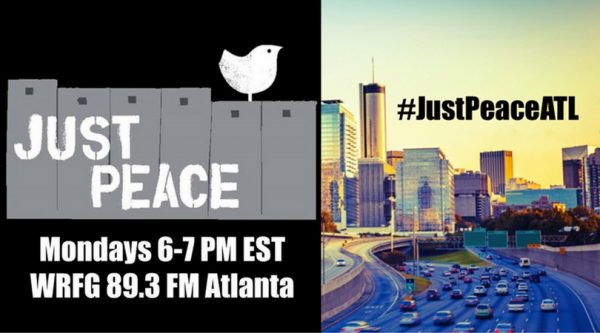 JUST
PEACE
Mondays 6-7 PM EST
WRFG 89.3 FM Atlanta
#JustPeaceATL